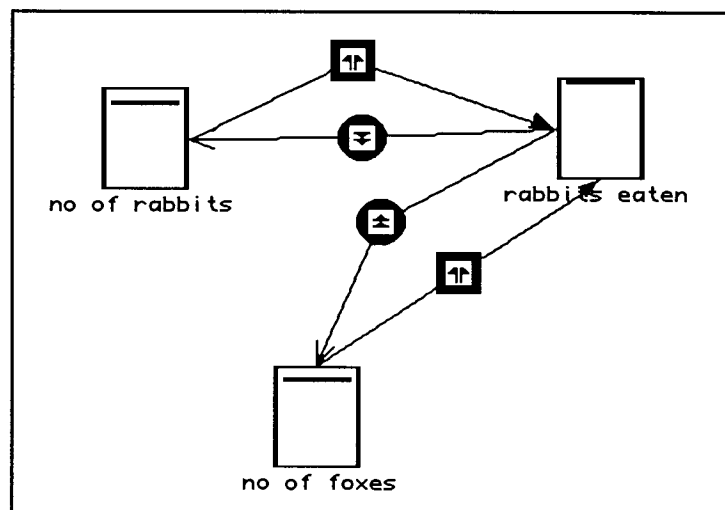 no of rabbits
rabbits eaten
no of foxes